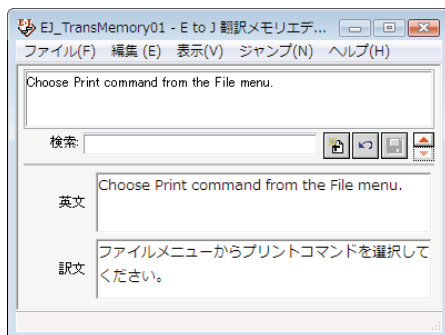 EJ_TransMemory01 - E to J 翻訳メモリエデ...
ファイル(F) 編集(E) 表示(V) ジャンプ(N) ヘルプ(H)
Choose Print command from the File menu.
検索:
英文
Choose Print command from the File menu.
訳文
ファイルメニューからプリントコマンドを選択して
ください。